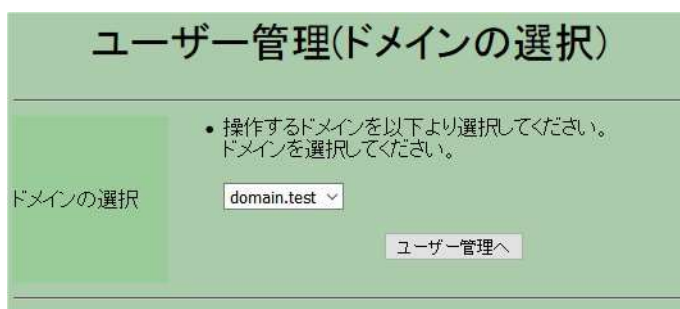 ユーザー管理(ドメインの選択)
• 操作するドメインを以下より選択してください。
ドメインを選択してください。
ドメインの選択
domain.test
ユーザー管理へ